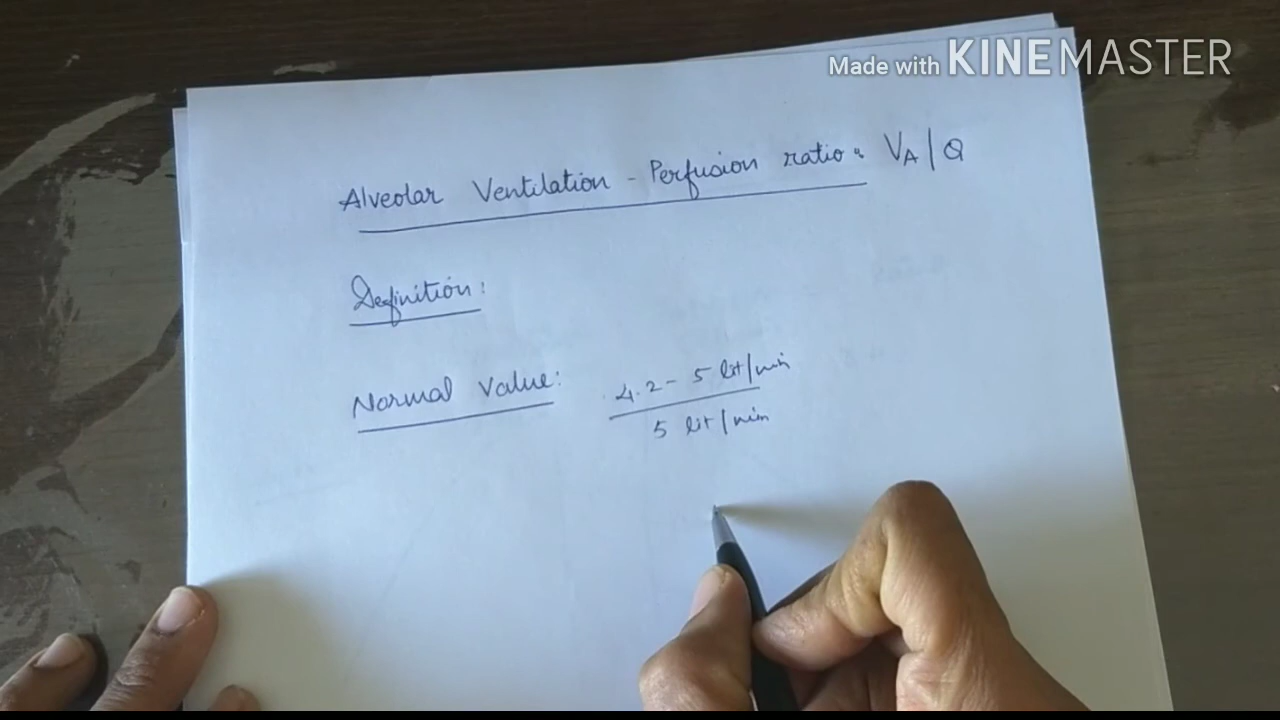 Made with KINEMASTER
Alveolar Ventilation - Perfusion ratio VA/Q
Definition:
Normal Value: 4.2 - 5 lit/min
5 lit/min